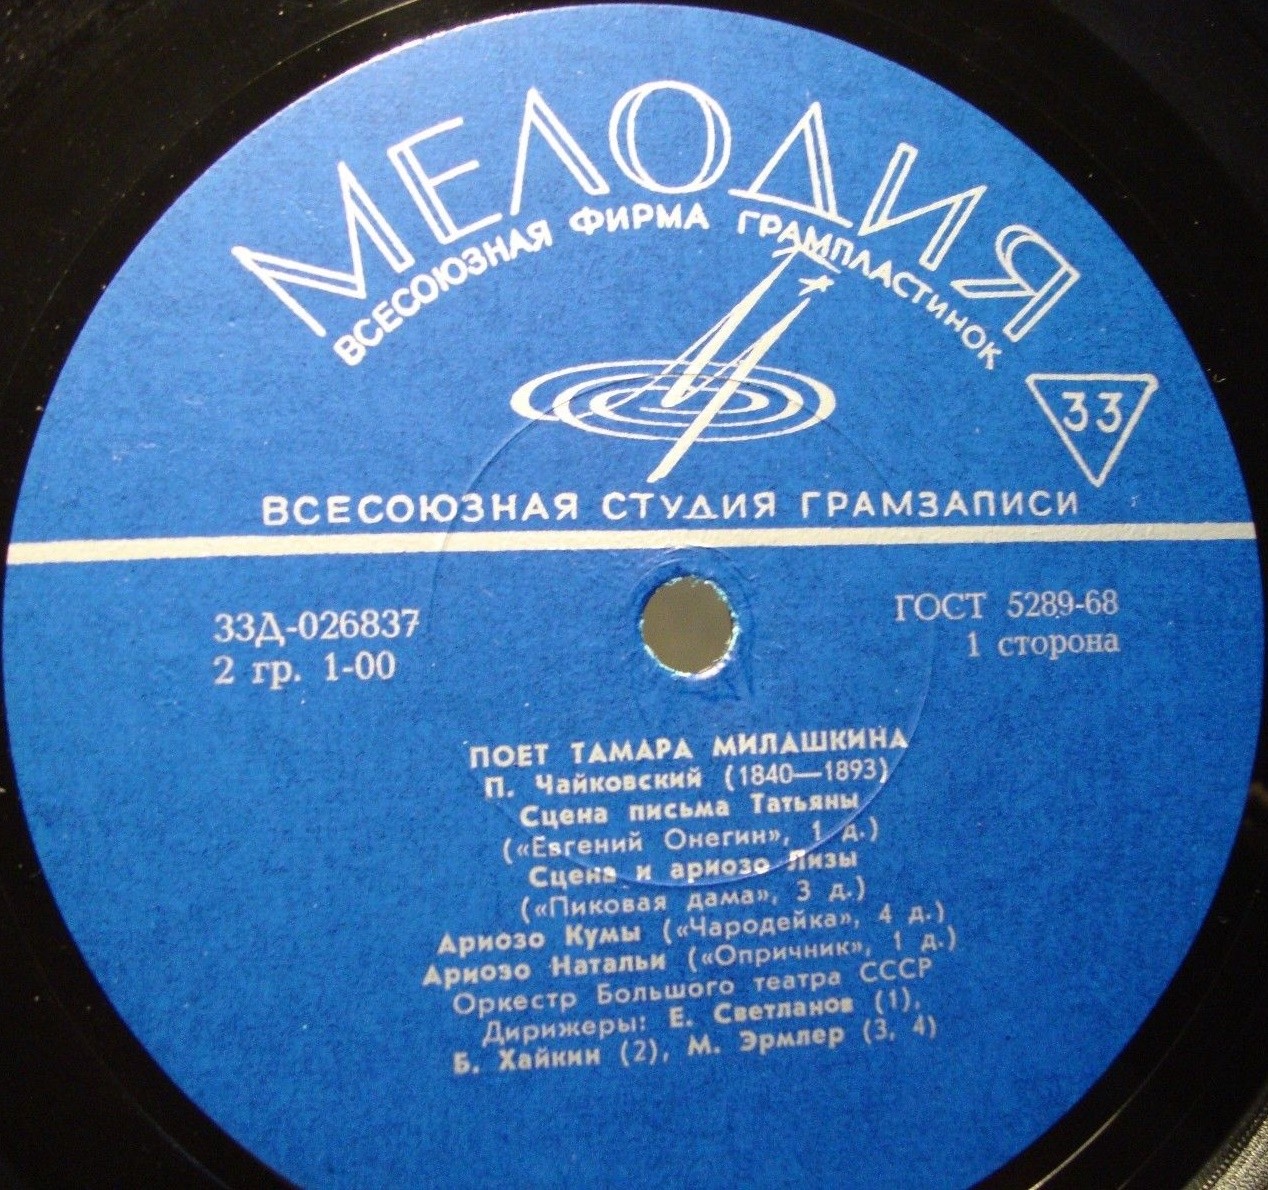 МЕЛОДИЯ
ВСЕСОЮЗНАЯ ФИРМА ГРАМПЛАСТИНОК
33
ВСЕСОЮЗНАЯ СТУДИЯ ГРАМЗАПИСИ
33Д-026837
2 гр. 1-00
ГОСТ 5289-68
1 сторона
ПОЕТ ТАМАРА МИЛАШКИНА
П. Чайковский (1840—1893)
Сцена письма Татьяны
(«Евгений Онегин», 1 д.)
Сцена и ариозо Лизы
(«Пиковая дама», 3 д.)
Ариозо Кумы («Чародейка», 4 д.)
Ариозо Натальи («Опричник», 1 д.)
Оркестр Большого театра СССР
Дирижеры: Е. Светланов (1),
Б. Хайкин (2), М. Эрмлер (3, 4)